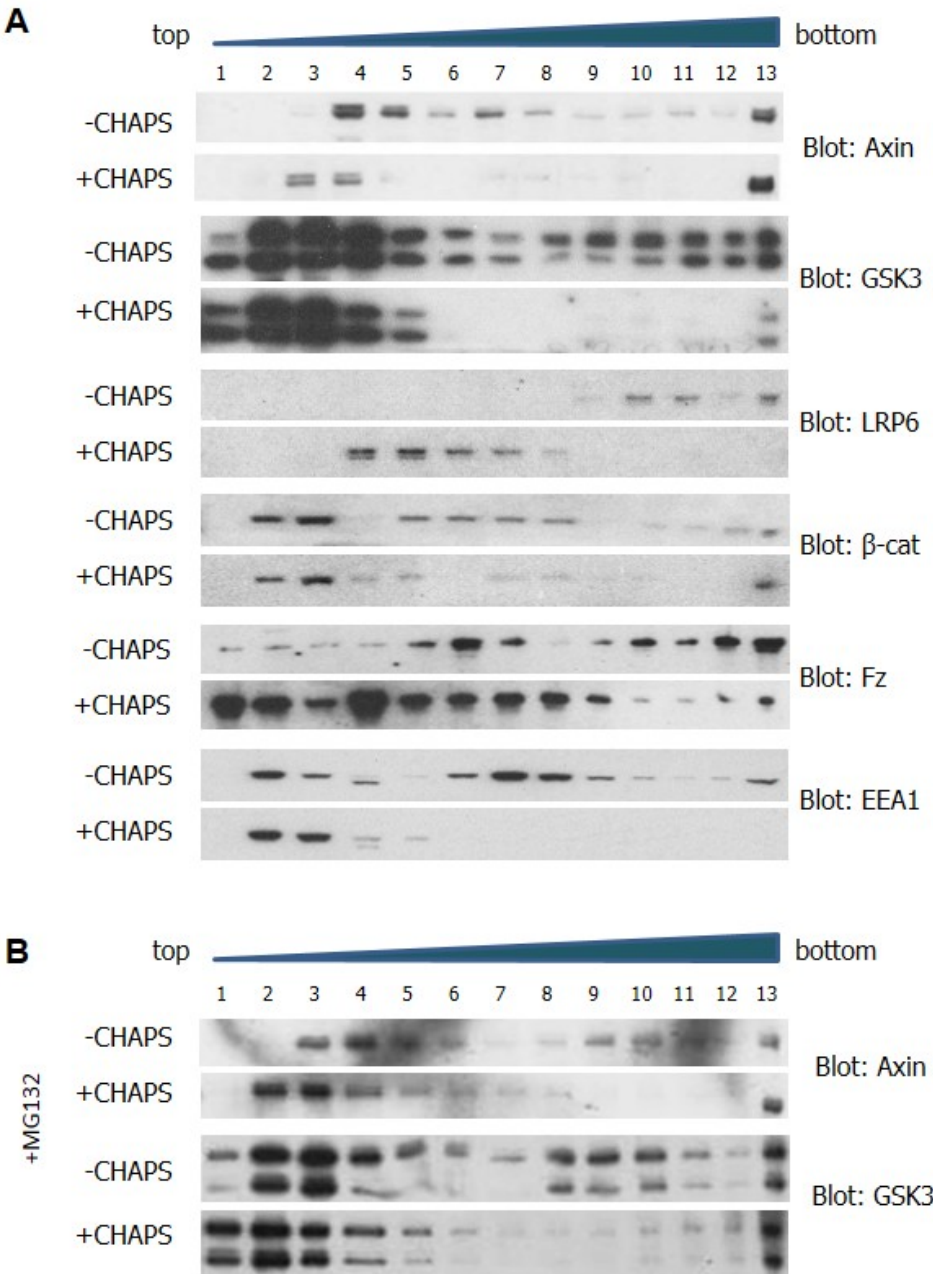 A
top bottom
1 2 3 4 5 6 7 8 9 10 11 12 13
-CHAPS
Blot: Axin
+CHAPS
-CHAPS
Blot: GSK3
+CHAPS
-CHAPS
Blot: LRP6
+CHAPS
-CHAPS
Blot: β-cat
+CHAPS
-CHAPS
Blot: Fz
+CHAPS
-CHAPS
Blot: EEA1
+CHAPS
B
top bottom
1 2 3 4 5 6 7 8 9 10 11 12 13
+MG132
-CHAPS
Blot: Axin
+CHAPS
-CHAPS
Blot: GSK3
+CHAPS